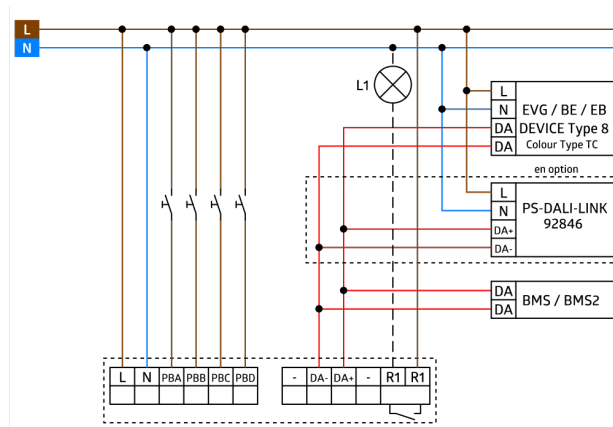 L
N
L1
L
N
DA
DA
EVG / BE / EB
DEVICE Type 8
Colour Type TC
en option
L
N
DA+
DA-
PS-DALI-LINK
92846
DA
DA
BMS / BMS2
L N PBA PBB PBC PBD
- DA- DA+ - R1 R1